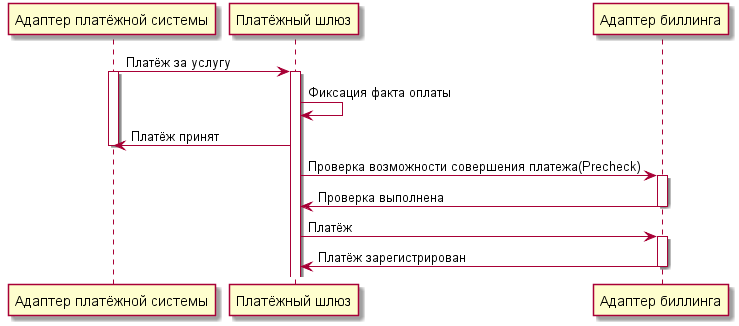 Адаптер платёжной системы
Платёжный шлюз
Адаптер биллинга
Платёж за услугу
Фиксация факта оплаты
Платёж принят
Проверка возможности совершения платежа(Precheck)
Проверка выполнена
Платёж
Платёж зарегистрирован
Адаптер платёжной системы
Платёжный шлюз
Адаптер биллинга